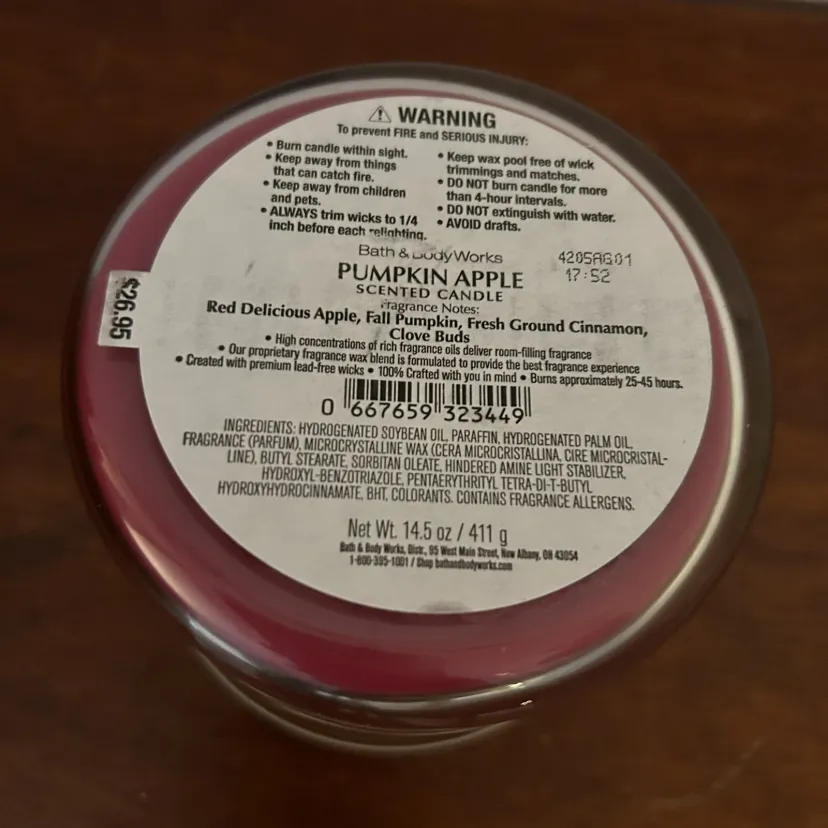 WARNING
To prevent FIRE and SERIOUS INJURY:
• Burn candle within sight.
• Keep away from things
that can catch fire.
• Keep away from children
and pets.
• ALWAYS trim wicks to 1/4
inch before each relighting.
• Keep wax pool free of wick
trimmings and matches.
• DO NOT burn candle for more
than 4-hour intervals.
• DO NOT extinguish with water.
• AVOID drafts.
Bath & Body Works
4205AG01
17:52
PUMPKIN APPLE
SCENTED CANDLE
Fragrance Notes:
Red Delicious Apple, Fall Pumpkin, Fresh Ground Cinnamon,
Clove Buds
• High concentrations of rich fragrance oils deliver room-filling fragrance
• Our proprietary fragrance wax blend is formulated to provide the best fragrance experience
• Created with premium lead-free wicks • 100% Crafted with you in mind • Burns approximately 25-45 hours.
$26.95
0 667659 323449
INGREDIENTS: HYDROGENATED SOYBEAN OIL, PARAFFIN, HYDROGENATED PALM OIL,
FRAGRANCE (PARFUM), MICROCRYSTALLINE WAX (CERA MICROCRISTALLINA, CIRE MICROCRISTAL-
LINE), BUTYL STEARATE, SORBITAN OLEATE, HINDERED AMINE LIGHT STABILIZER,
HYDROXYL-BENZOTRIAZOLE, PENTAERYTHRITYL TETRA-DI-T-BUTYL
HYDROXYHYDROCINNAMATE, BHT, COLORANTS. CONTAINS FRAGRANCE ALLERGENS.
Net Wt. 14.5 oz / 411 g
Bath & Body Works, Distr., 95 West Main Street, New Albany, OH 43054
1-800-395-1001 / Shop bathandbodyworks.com